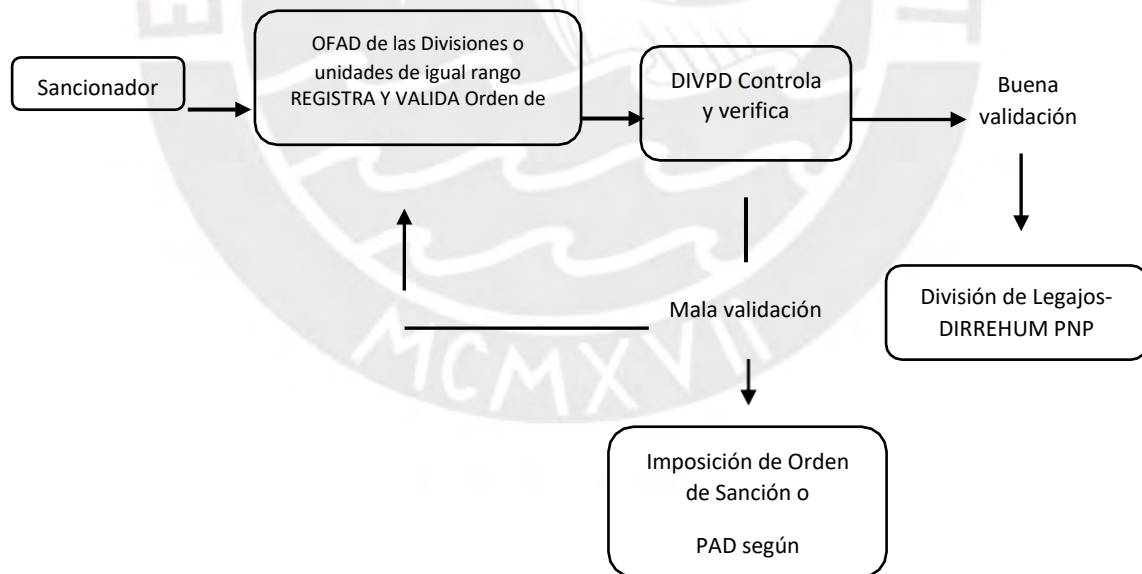 Sancionador
OFAD de las Divisiones o
unidades de igual rango
REGISTRA Y VALIDA Orden de
DIVPD Controla
y verifica
Buena
validación
Mala validación
División de Legajos-
DIRREHUM PNP
Imposición de Orden
de Sanción o
PAD según
MCMXVII